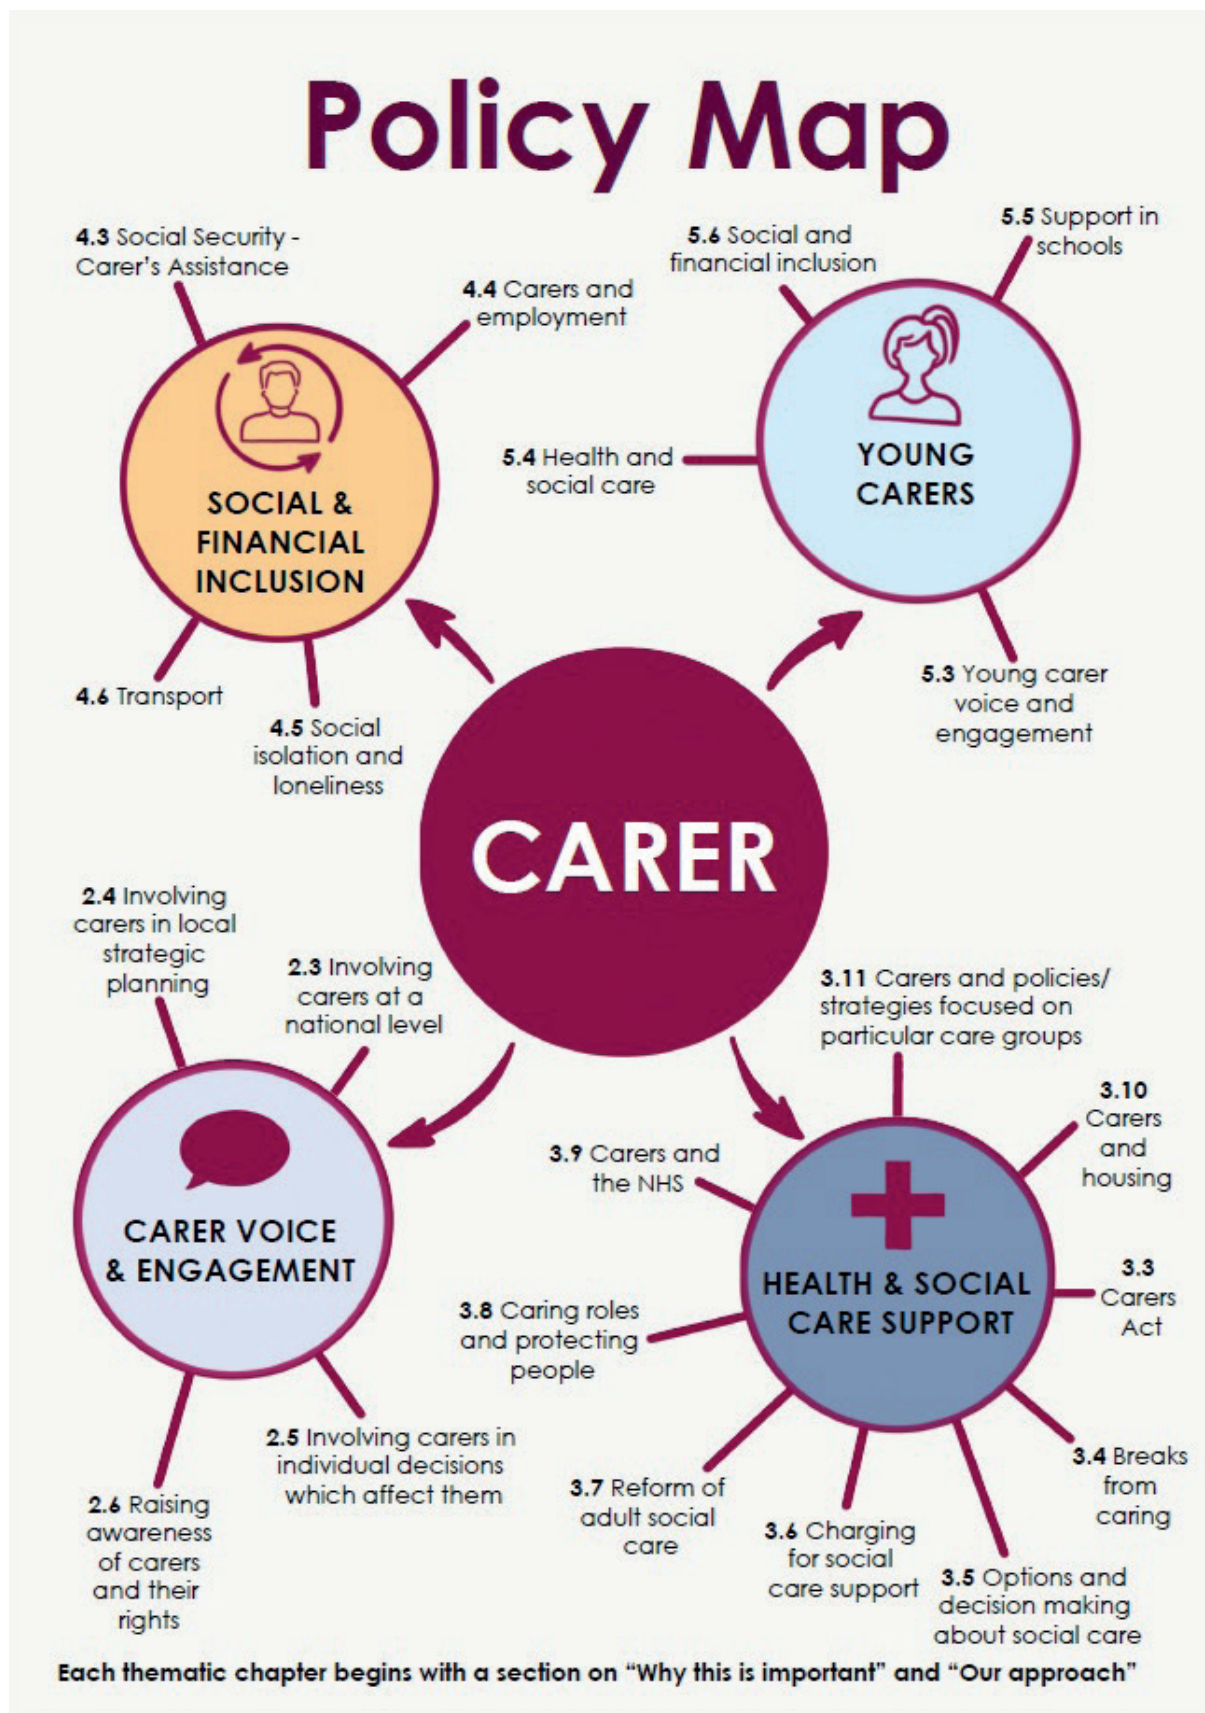 Policy Map
4.3 Social Security -
Carer's Assistance
4.4 Carers and
employment
SOCIAL &
FINANCIAL
INCLUSION
4.6 Transport
4.5 Social
isolation and
loneliness
5.6 Social and
financial inclusion
5.5 Support in
schools
5.4 Health and
social care
YOUNG
CARERS
5.3 Young carer
voice and
engagement
CARER
2.4 Involving
carers in local
strategic
planning
2.3 Involving
carers at a
national level
CARER VOICE
& ENGAGEMENT
2.5 Involving carers in
individual decisions
which affect them
2.6 Raising
awareness
of carers
and their
rights
3.11 Carers and policies/
strategies focused on
particular care groups
3.10
Carers
and
housing
3.9 Carers and
the NHS
HEALTH & SOCIAL
CARE SUPPORT
3.3
Carers
Act
3.8 Caring roles
and protecting
people
3.4 Breaks
from
caring
3.7 Reform of
adult social
care
3.6 Charging
for social
care support
3.5 Options and
decision making
about social care
Each thematic chapter begins with a section on “Why this is important” and “Our approach”